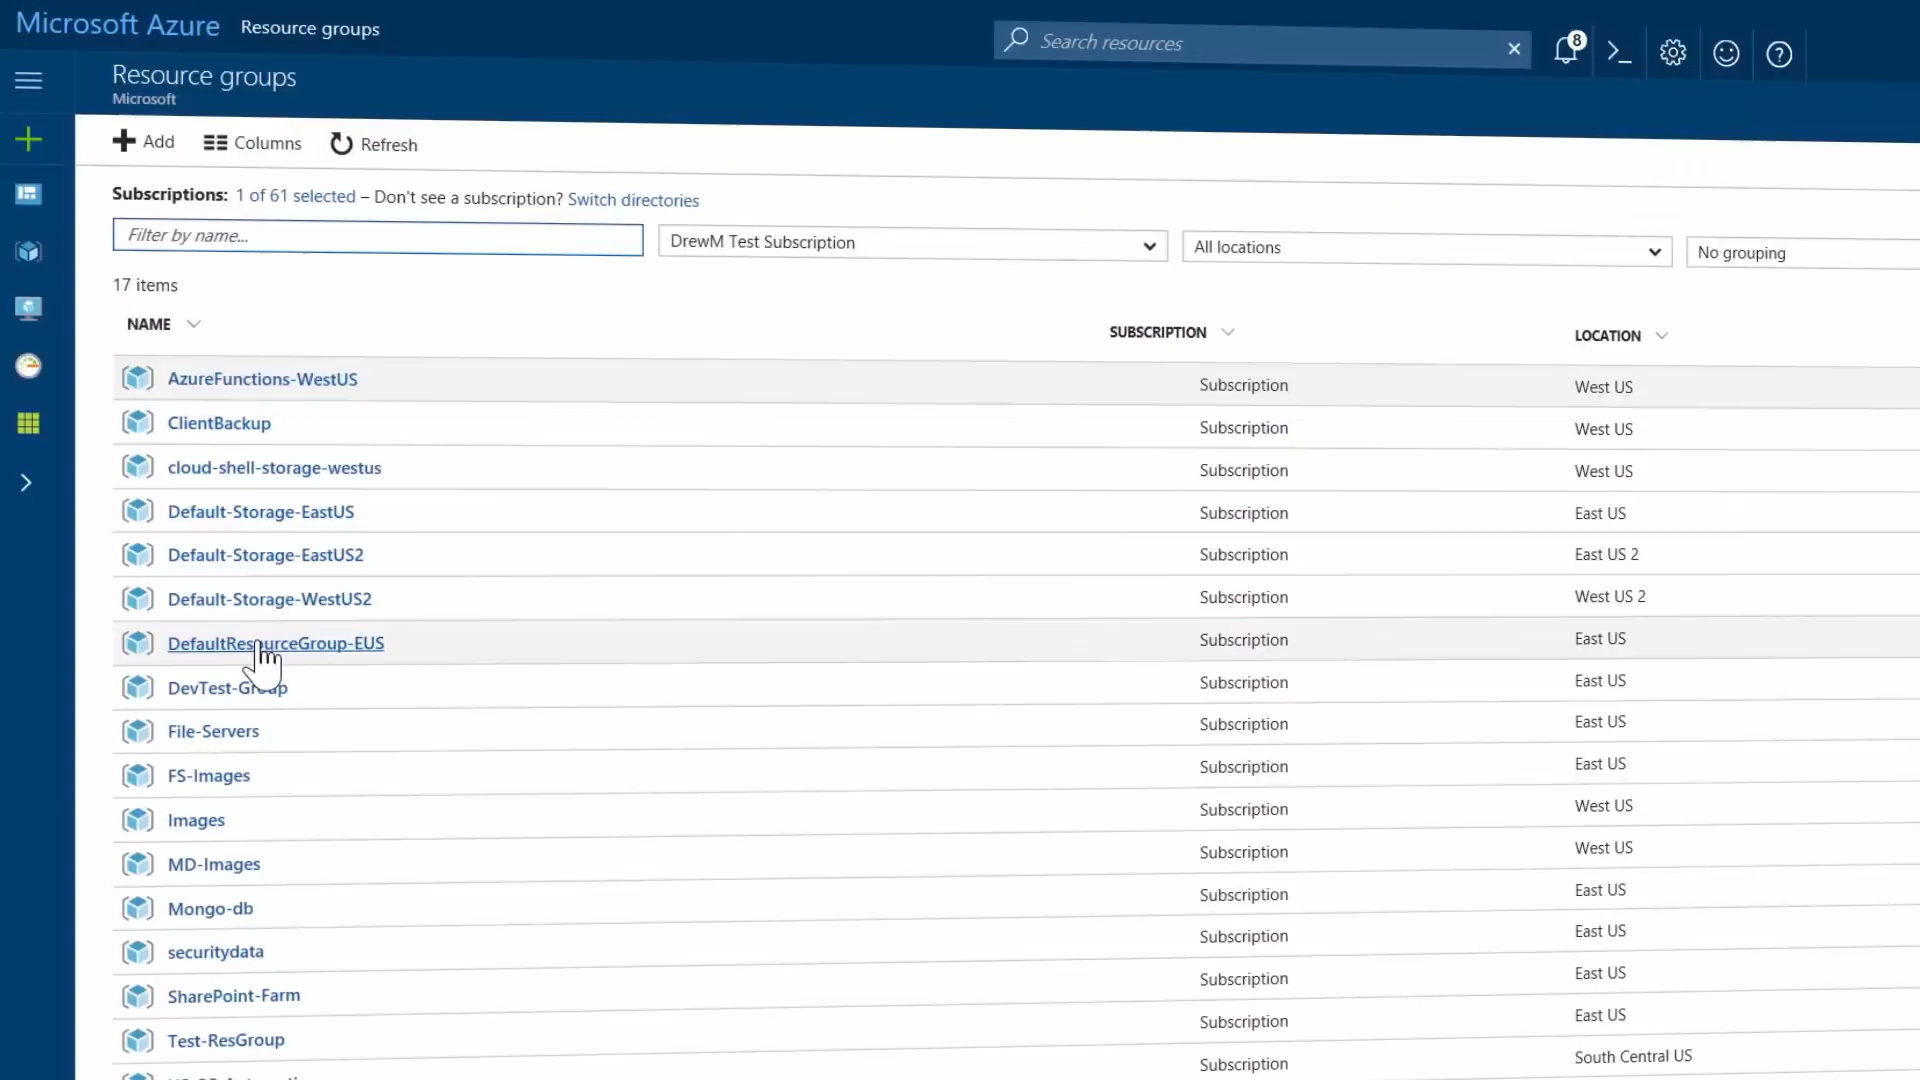 Microsoft Azure Resource groups
Search resources
8
Resource groups
Microsoft
Add Columns Refresh
Subscriptions: 1 of 61 selected – Don't see a subscription? Switch directories
Filter by name... DrewM Test Subscription All locations No grouping
17 items
NAME SUBSCRIPTION LOCATION
AzureFunctions-WestUS Subscription West US
ClientBackup Subscription West US
cloud-shell-storage-westus Subscription West US
Default-Storage-EastUS Subscription East US
Default-Storage-EastUS2 Subscription East US 2
Default-Storage-WestUS2 Subscription West US 2
DefaultResourceGroup-EUS Subscription East US
DevTest-Group Subscription East US
File-Servers Subscription East US
FS-Images Subscription East US
Images Subscription West US
MD-Images Subscription West US
Mongo-db Subscription East US
securitydata Subscription East US
SharePoint-Farm Subscription East US
Test-ResGroup Subscription East US
Subscription South Central US